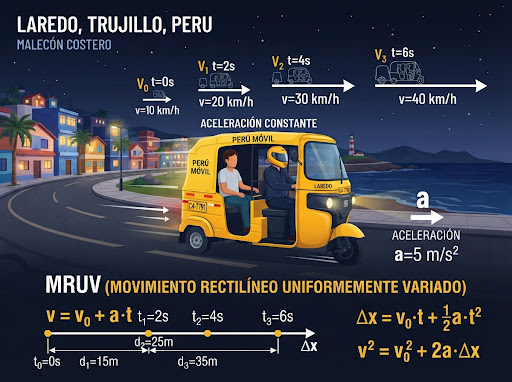 LAREDO, TRUJILLO, PERU
MALECÓN COSTERO
V₀ t=0s
v=10 km/h
V₁ t=2s
v=20 km/h
V₂ t=4s
v=30 km/h
V₃ t=6s
v=40 km/h
ACELERACIÓN CONSTANTE
PERÚ MÓVIL
PERÚ
MÓVIL
LAREDO
a
ACELERACIÓN
a=5 m/s²
MRUV (MOVIMIENTO RECTILÍNEO UNIFORMEMENTE VARIADO)
v = v₀ + a·t
t₁=2s
t₂=4s
t₃=6s
Δx
t₀=0s
d₁=15m
d₂=25m
d₃=35m
Δx = v₀·t + ½a·t²
v² = v₀² + 2a·Δx